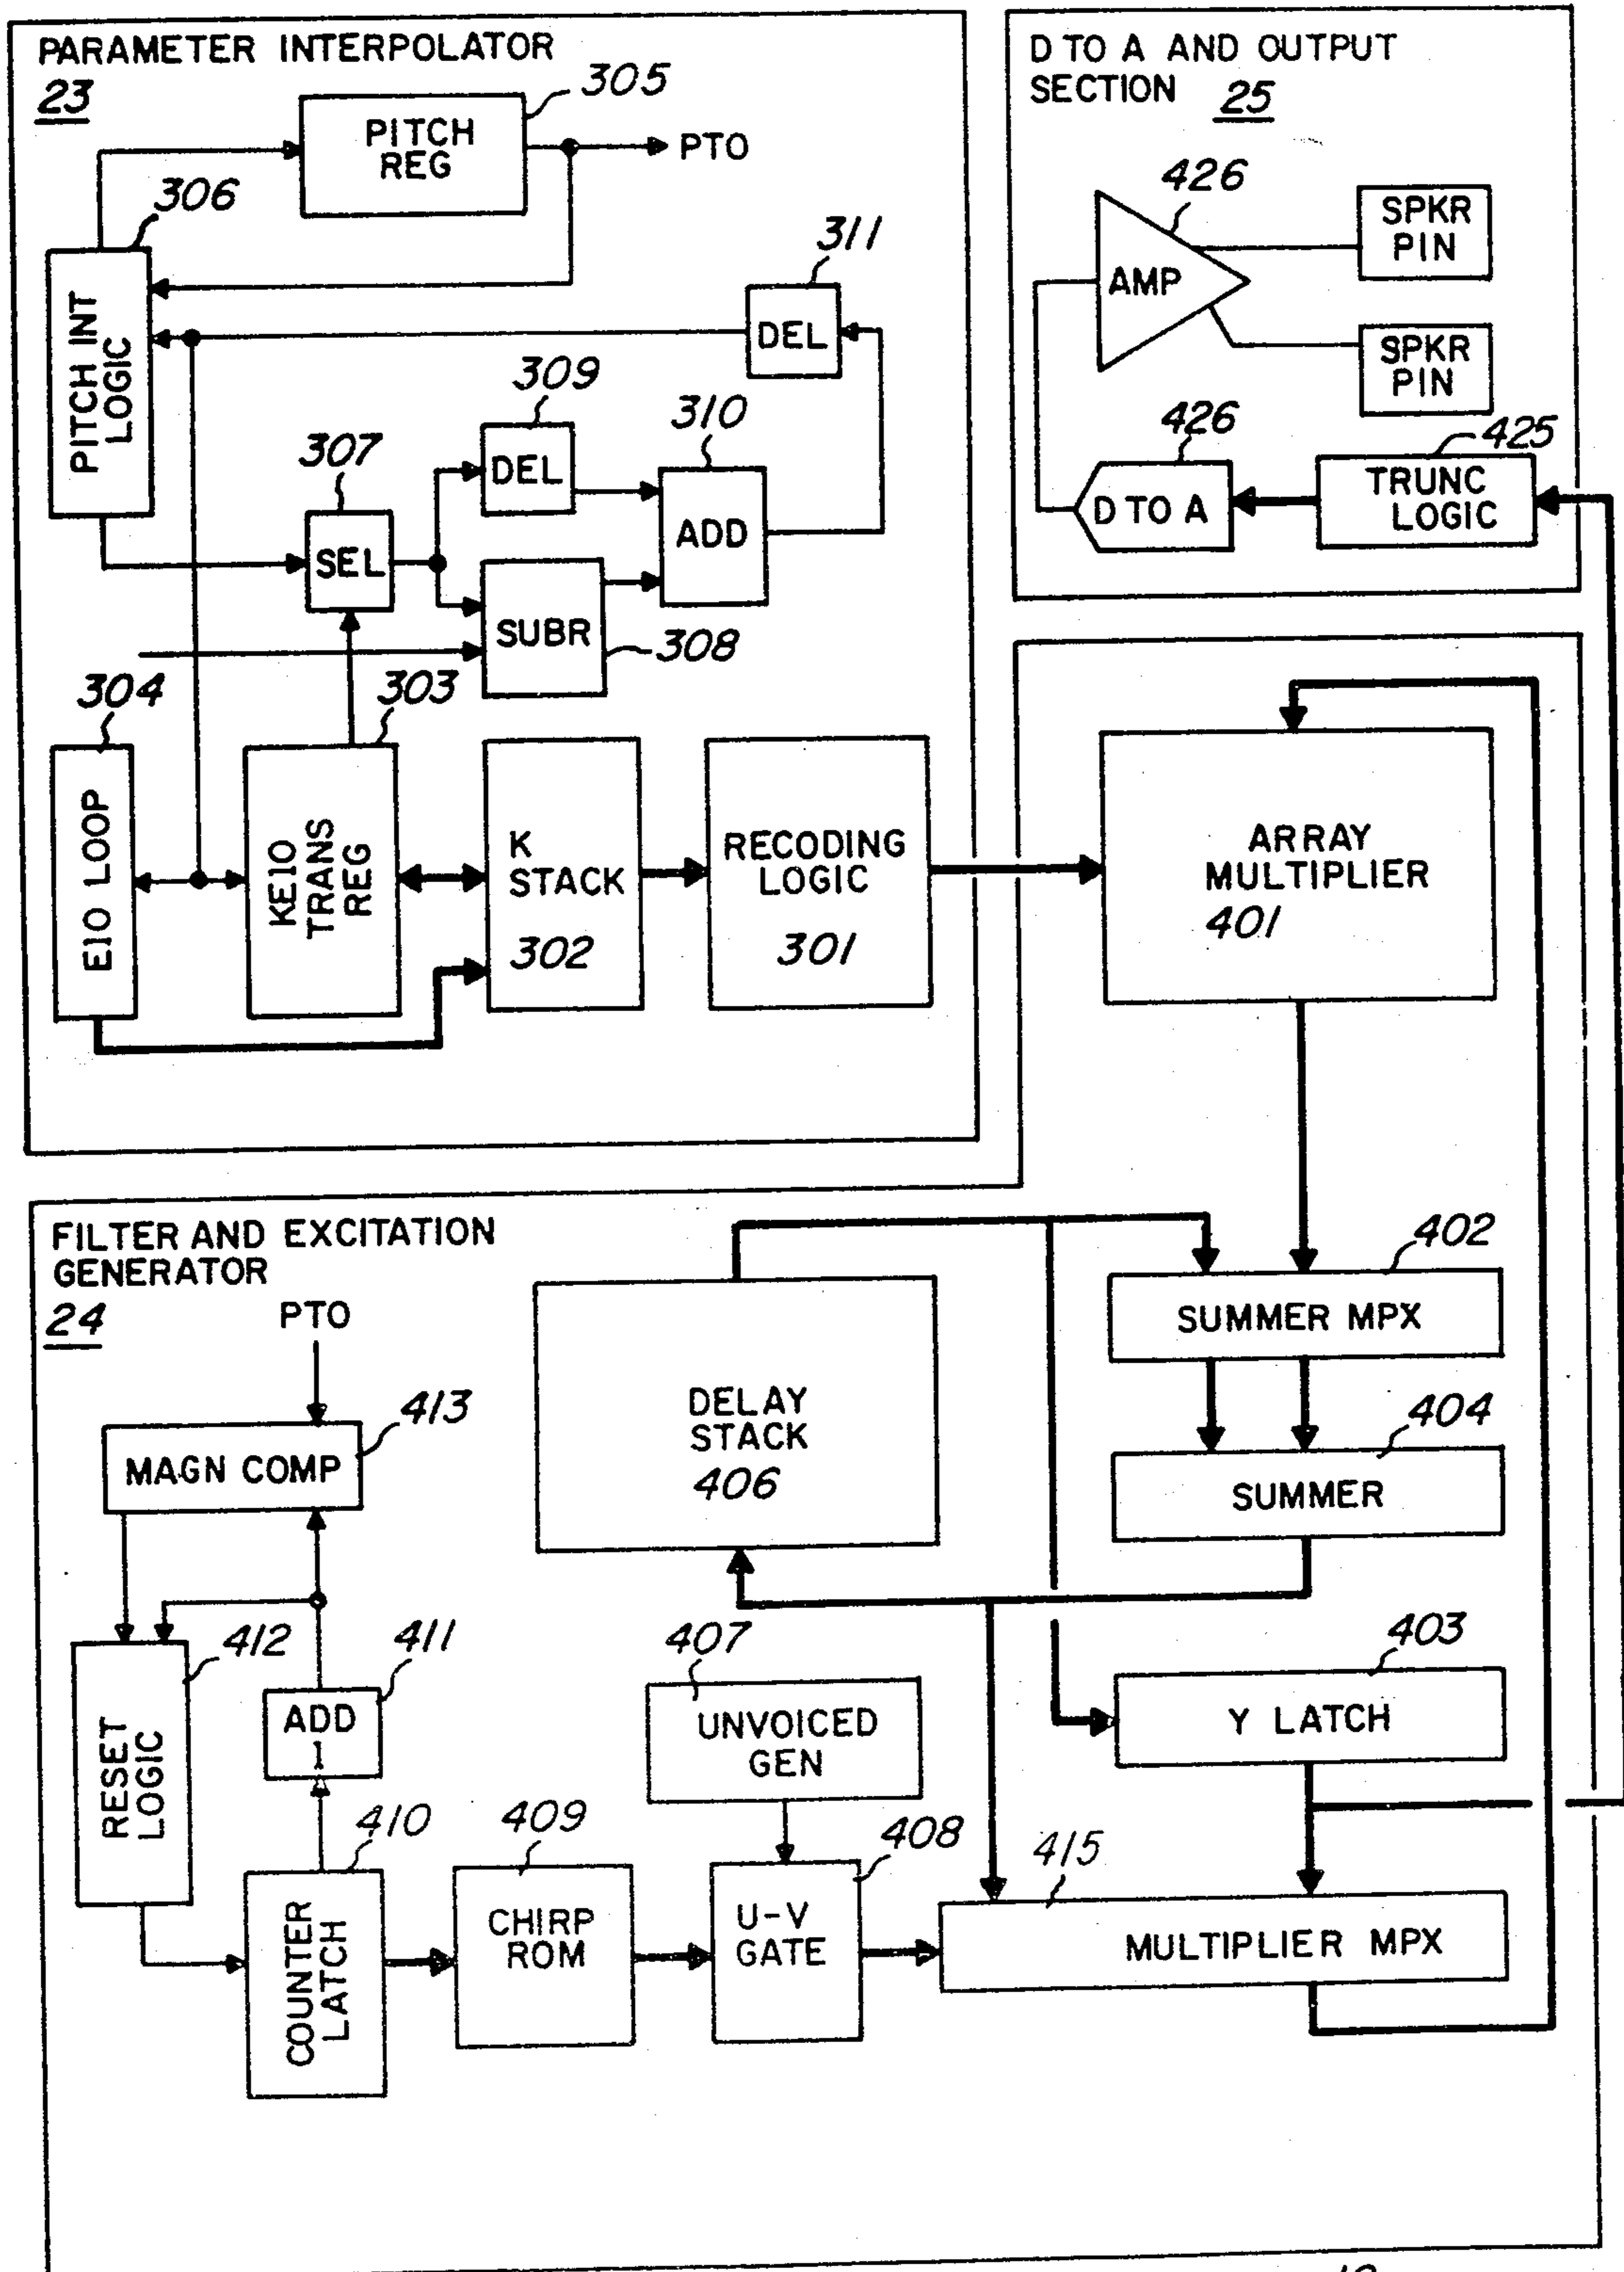 PARAMETER INTERPOLATOR
23
305
PITCH
REG
PTO
306
PITCH INT
LOGIC
311
DEL
309
DEL
310
ADD
307
SEL
SUBR
308
304
E10 LOOP
303
KE10
TRANS
REG
K
STACK
302
RECODING
LOGIC
301
D TO A AND OUTPUT
SECTION 25
426
AMP
SPKR
PIN
SPKR
PIN
426
D TO A
425
TRUNC
LOGIC
ARRAY
MULTIPLIER
401
FILTER AND EXCITATION
GENERATOR
24
PTO
413
MAGN COMP
DELAY
STACK
406
402
SUMMER MPX
404
SUMMER
412
RESET
LOGIC
411
ADD
1
407
UNVOICED
GEN
403
Y LATCH
410
COUNTER
LATCH
409
CHIRP
ROM
408
U-V
GATE
415
MULTIPLIER MPX